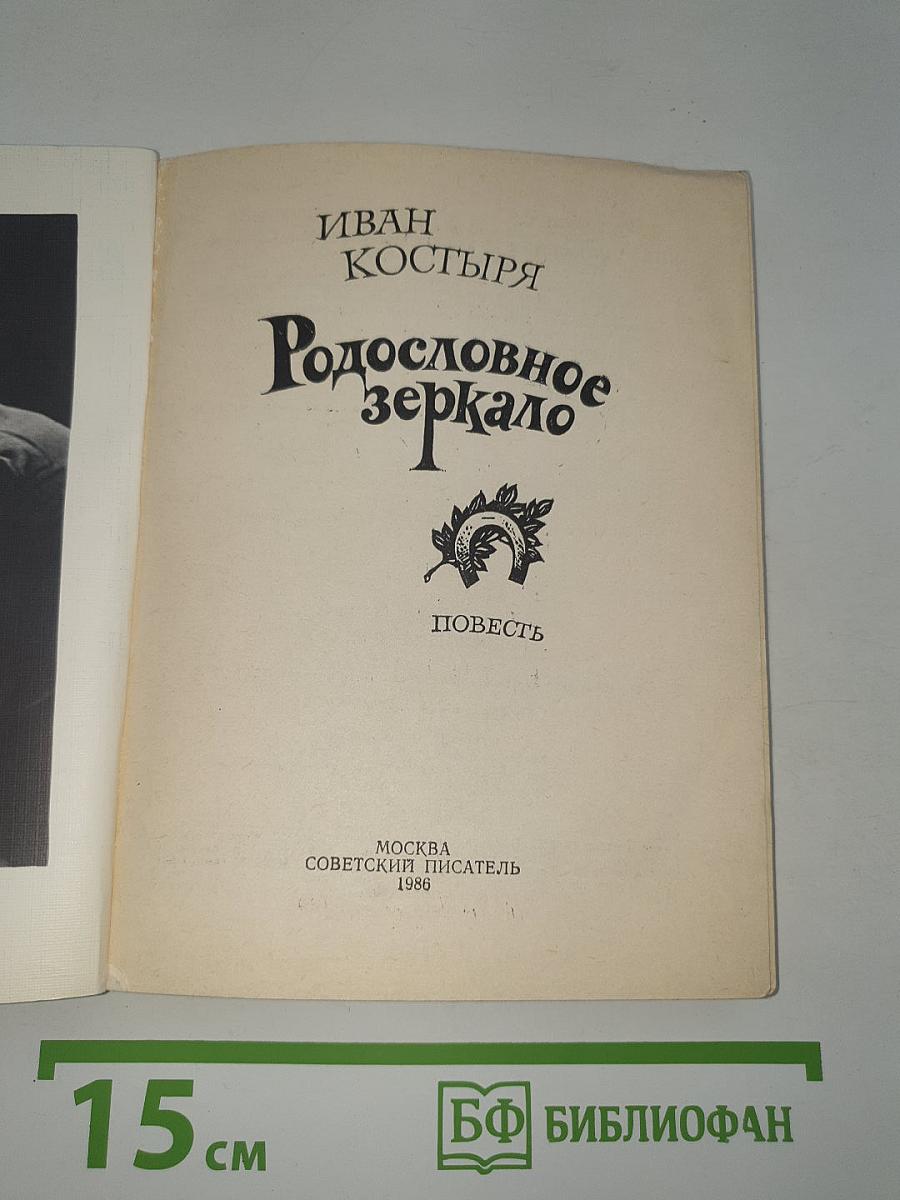 ИВАН
КОСТЫРЯ
Родословное
зеркало
ПОВЕСТЬ
МОСКВА
СОВЕТСКИЙ ПИСАТЕЛЬ
1986
15 см
БФ БИБЛИОФАН